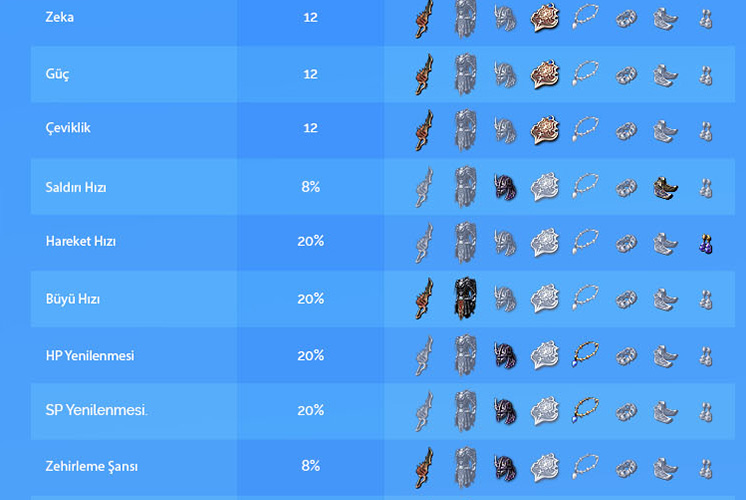 Zeka 12
Güç 12
Çeviklik 12
Saldırı Hızı 8%
Hareket Hızı 20%
Büyü Hızı 20%
HP Yenilenmesi 20%
SP Yenilenmesi. 20%
Zehirleme Şansı 8%